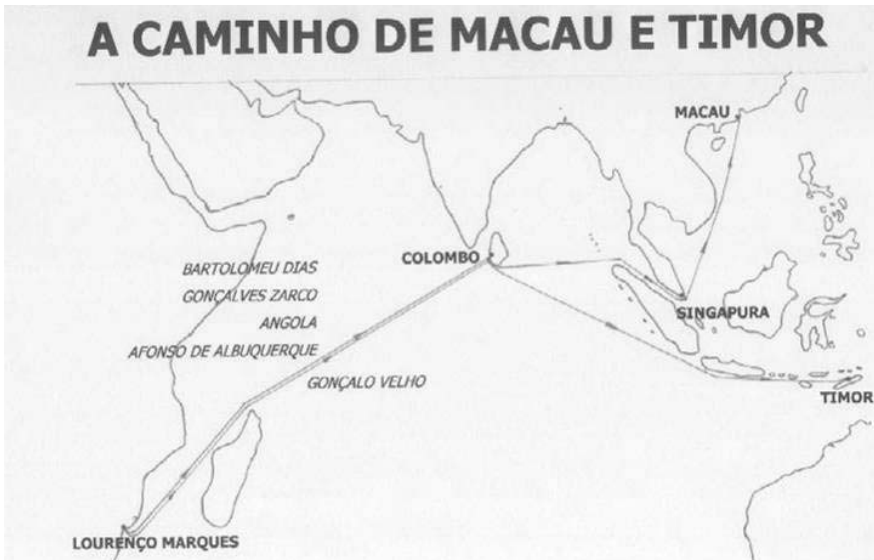 A CAMINHO DE MACAU E TIMOR
MACAU
COLOMBO
BARTOLOMEU DIAS
GONÇALVES ZARCO
SINGAPURA
ANGOLA
AFONSO DE ALBUQUERQUE
GONÇALO VELHO
TIMOR
LOURENÇO MARQUES